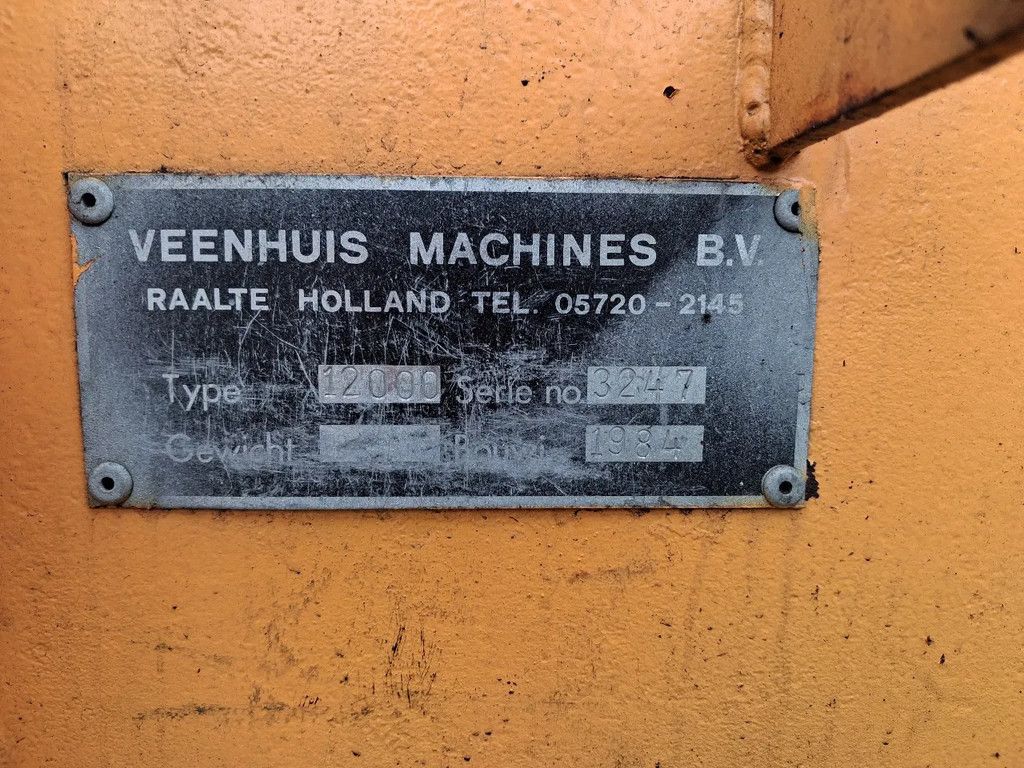 VEENHUIS MACHINES B.V.
RAALTE HOLLAND TEL. 05720-2145
Type 12000 Serie no. 3247
Gewicht 1984